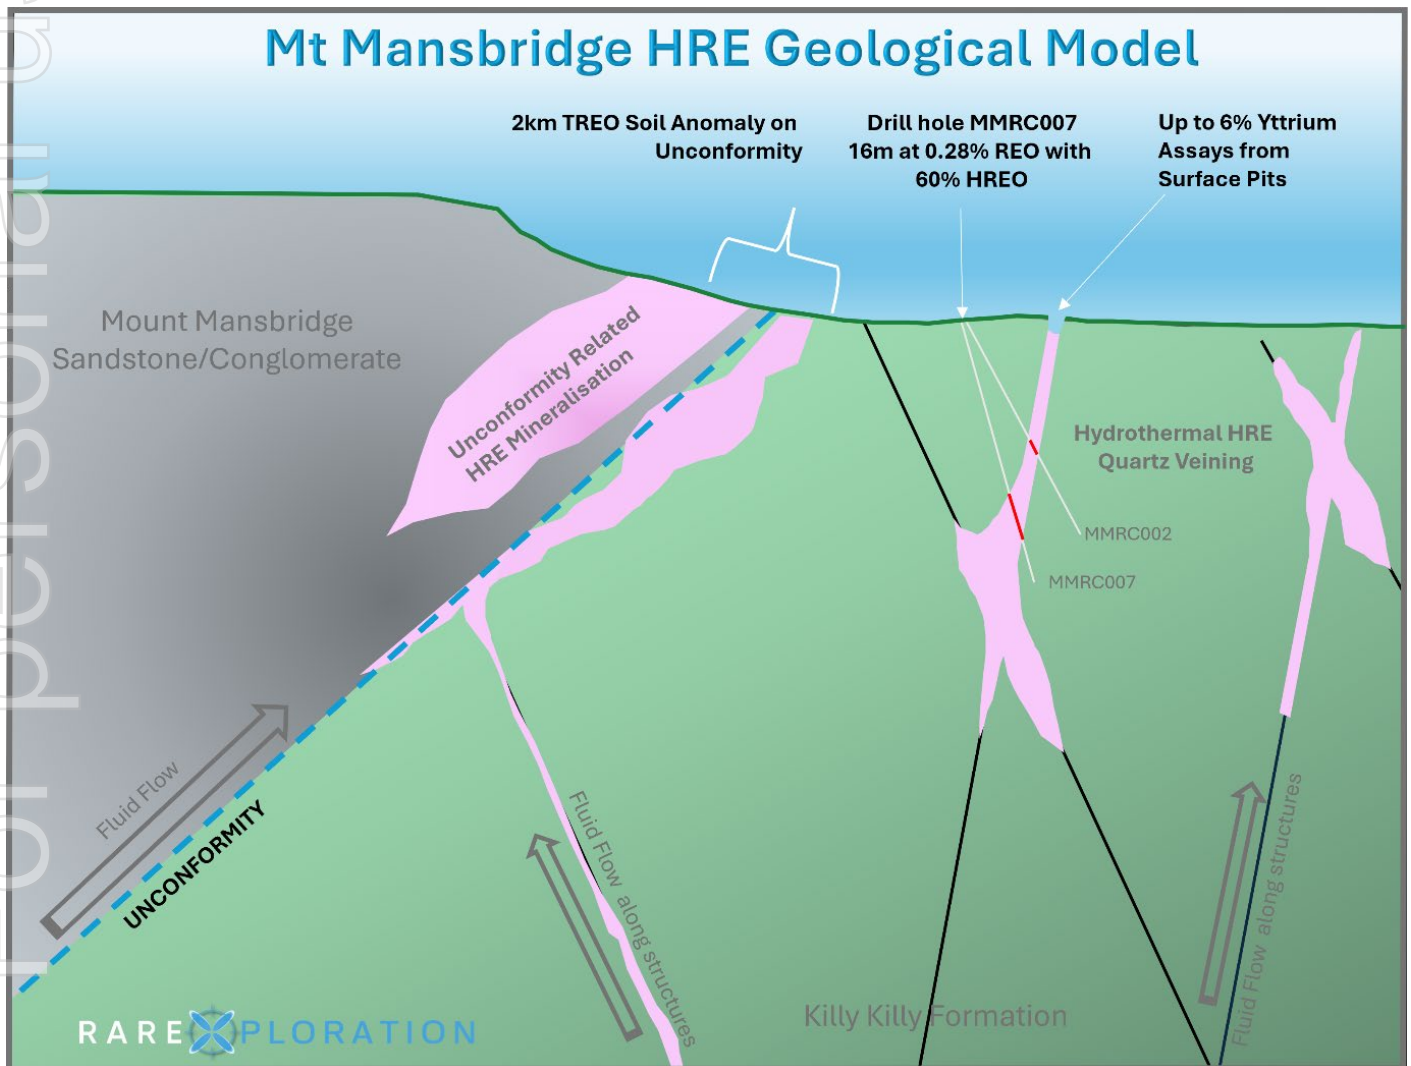 Mt Mansbridge HRE Geological Model
2km TREO Soil Anomaly on
Unconformity
Drill hole MMRC007
16m at 0.28% REO with
60% HREO
Up to 6% Yttrium
Assays from
Surface Pits
Mount Mansbridge
Sandstone/Conglomerate
Unconformity Related
HRE Mineralisation
Hydrothermal HRE
Quartz Veining
MMRC002
MMRC007
Fluid Flow
UNCONFORMITY
Fluid Flow along structures
Fluid Flow along structures
Killy Killy Formation
RAREXPLORATION
For personal us